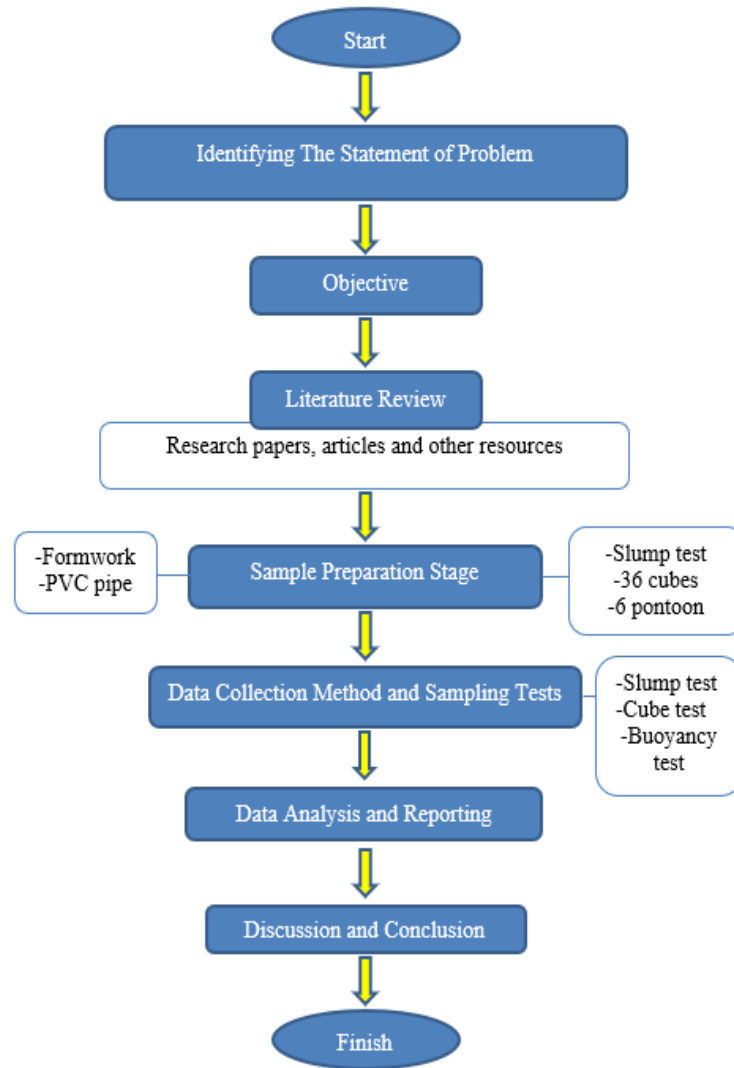 Start
Identifying The Statement of Problem
Objective
Literature Review
Research papers, articles and other resources
-Formwork
-PVC pipe
Sample Preparation Stage
-Slump test
-36 cubes
-6 pontoon
Data Collection Method and Sampling Tests
-Slump test
-Cube test
-Buoyancy
test
Data Analysis and Reporting
Discussion and Conclusion
Finish